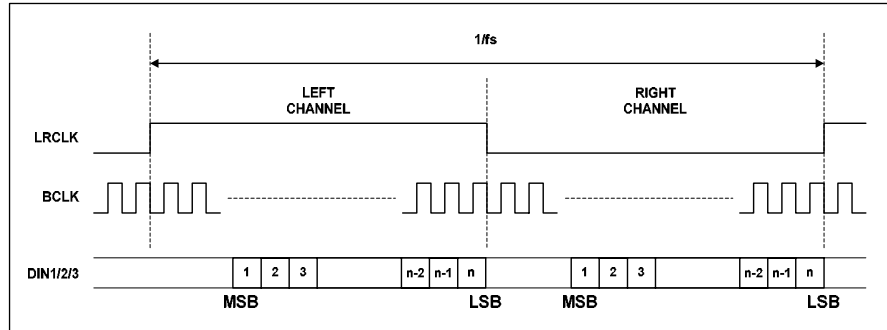 1/fs
LEFT
CHANNEL
RIGHT
CHANNEL
LRCLK
BCLK
DIN1/2/3
1 2 3 n-2 n-1 n 1 2 3 n-2 n-1 n
MSB LSB MSB LSB